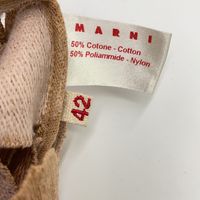 MARNI
50% Cotone - Cotton
50% Poliammide - Nylon
42